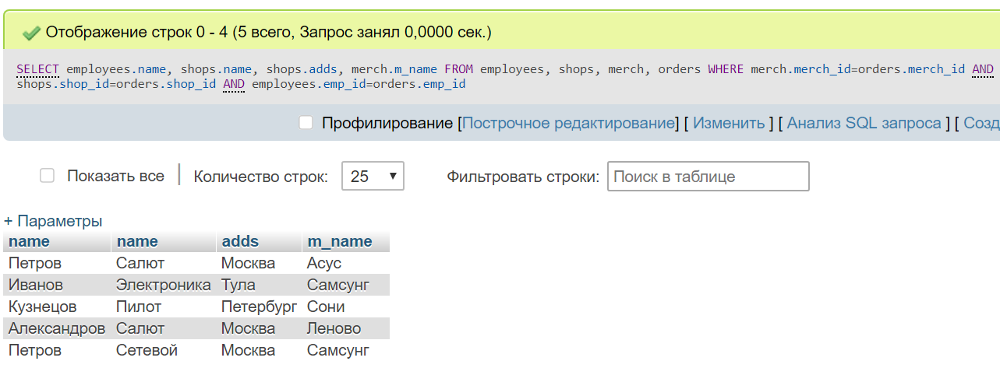 Отображение строк 0 - 4 (5 всего, Запрос занял 0,0000 сек.)
SELECT employees.name, shops.name, shops.adds, merch.m_name FROM employees, shops, merch, orders WHERE merch.merch_id=orders.merch_id AND
shops.shop_id=orders.shop_id AND employees.emp_id=orders.emp_id
Профилирование [Построчное редактирование] [ Изменить ] [ Анализ SQL запроса ] [ Созд
Показать все | Количество строк: 25 Фильтровать строки: Поиск в таблице
+ Параметры
name name adds m_name
Петров Салют Москва Асус
Иванов Электроника Тула Самсунг
Кузнецов Пилот Петербург Сони
Александров Салют Москва Леново
Петров Сетевой Москва Самсунг